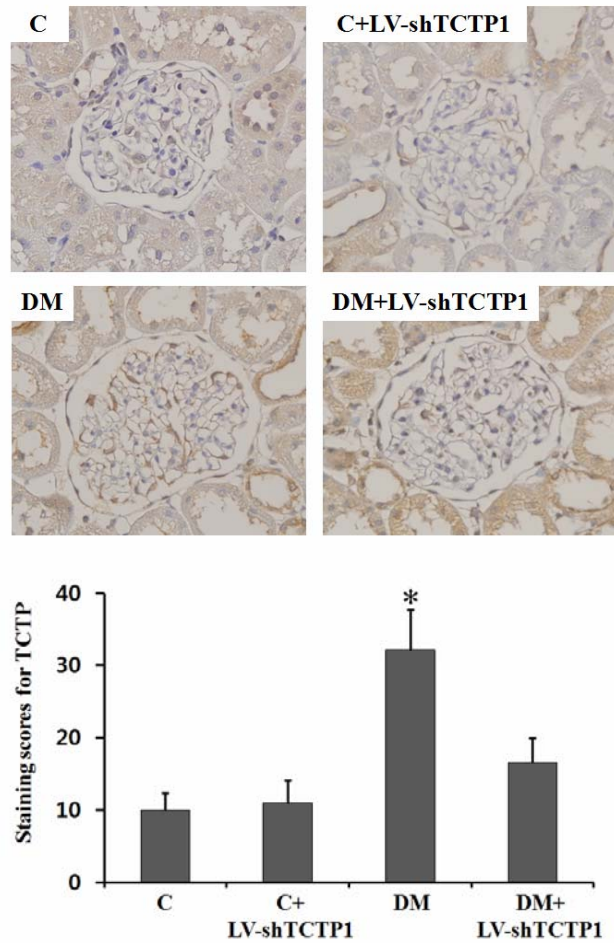 C
C+LV-shTCTP1
DM
DM+LV-shTCTP1
Staining scores for TCTP
40
30
20
10
0
*
C
C+
LV-shTCTP1
DM
DM+
LV-shTCTP1